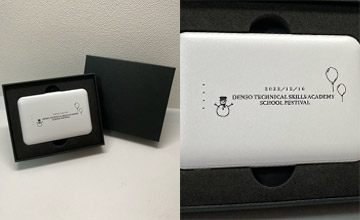 2023/12/16
DENSO TECHNICAL SKILLS ACADEMY
SCHOOL FESTIVAL